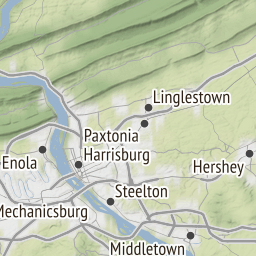 Linglestown
Paxtonia
Harrisburg
Enola
Hershey
Steelton
Mechanicsburg
Middletown